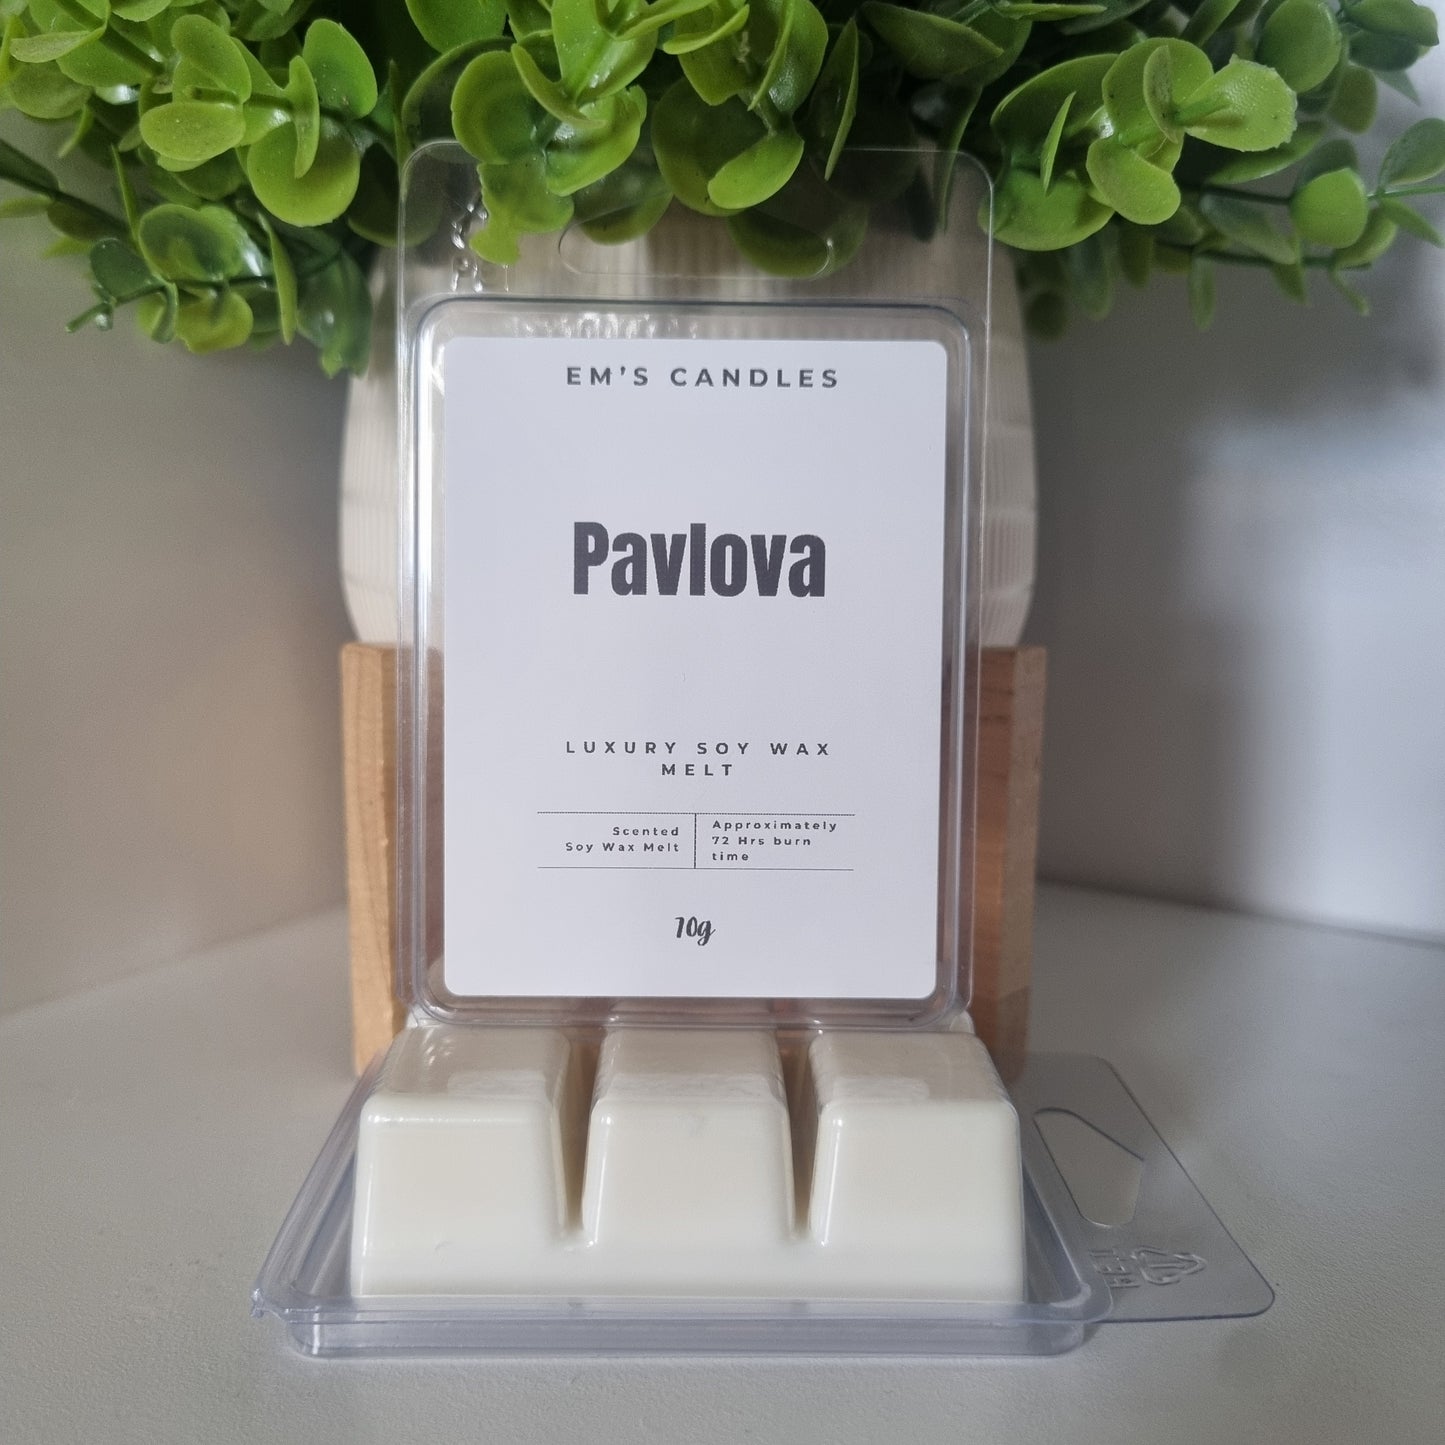 EM'S CANDLES
Pavlova
LUXURY SOY WAX
MELT
Scented
Soy Wax Melt
Approximately
72 Hrs burn
time
70g